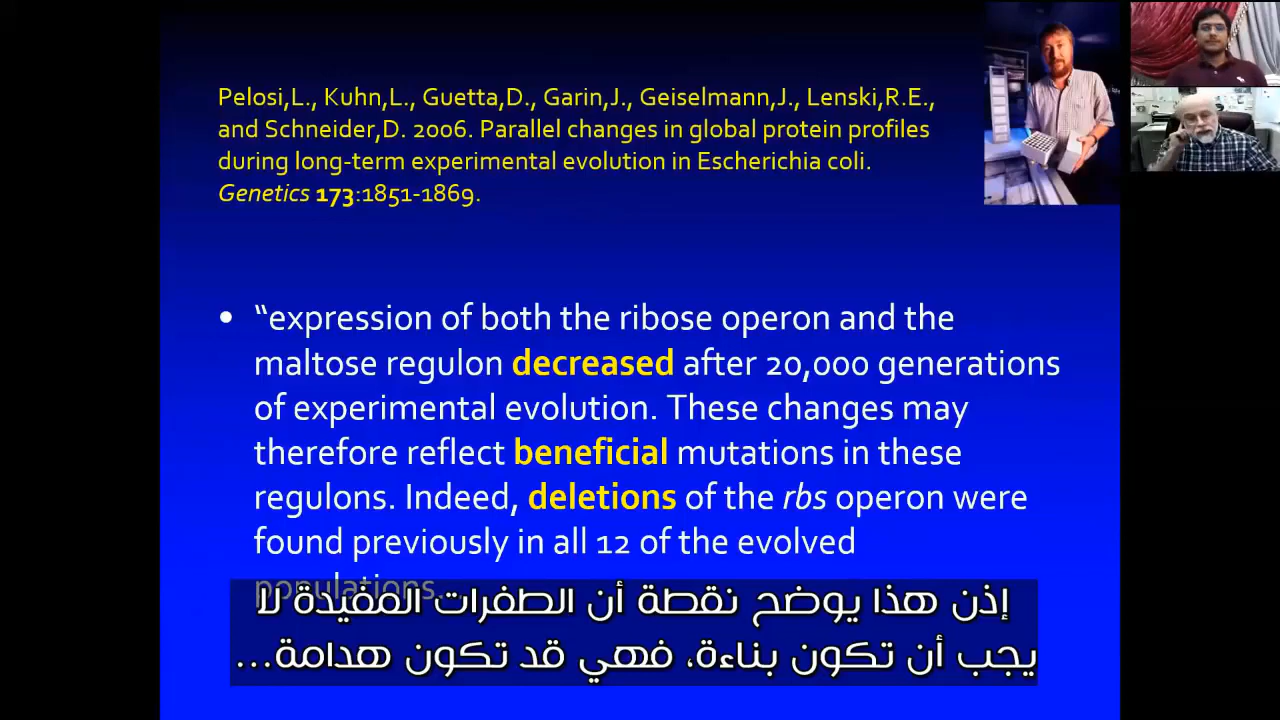 Pelosi,L., Kuhn,L., Guetta,D., Garin,J., Geiselmann,J., Lenski,R.E.,
and Schneider,D. 2006. Parallel changes in global protein profiles
during long-term experimental evolution in Escherichia coli.
Genetics 173:1851-1869.
• “expression of both the ribose operon and the
maltose regulon decreased after 20,000 generations
of experimental evolution. These changes may
therefore reflect beneficial mutations in these
regulons. Indeed, deletions of the rbs operon were
found previously in all 12 of the evolved
populations...
إذن هذا يوضح نقطة أن الطفرات المفيدة لا
يجب أن تكون بناءة، فهي قد تكون هدامة...